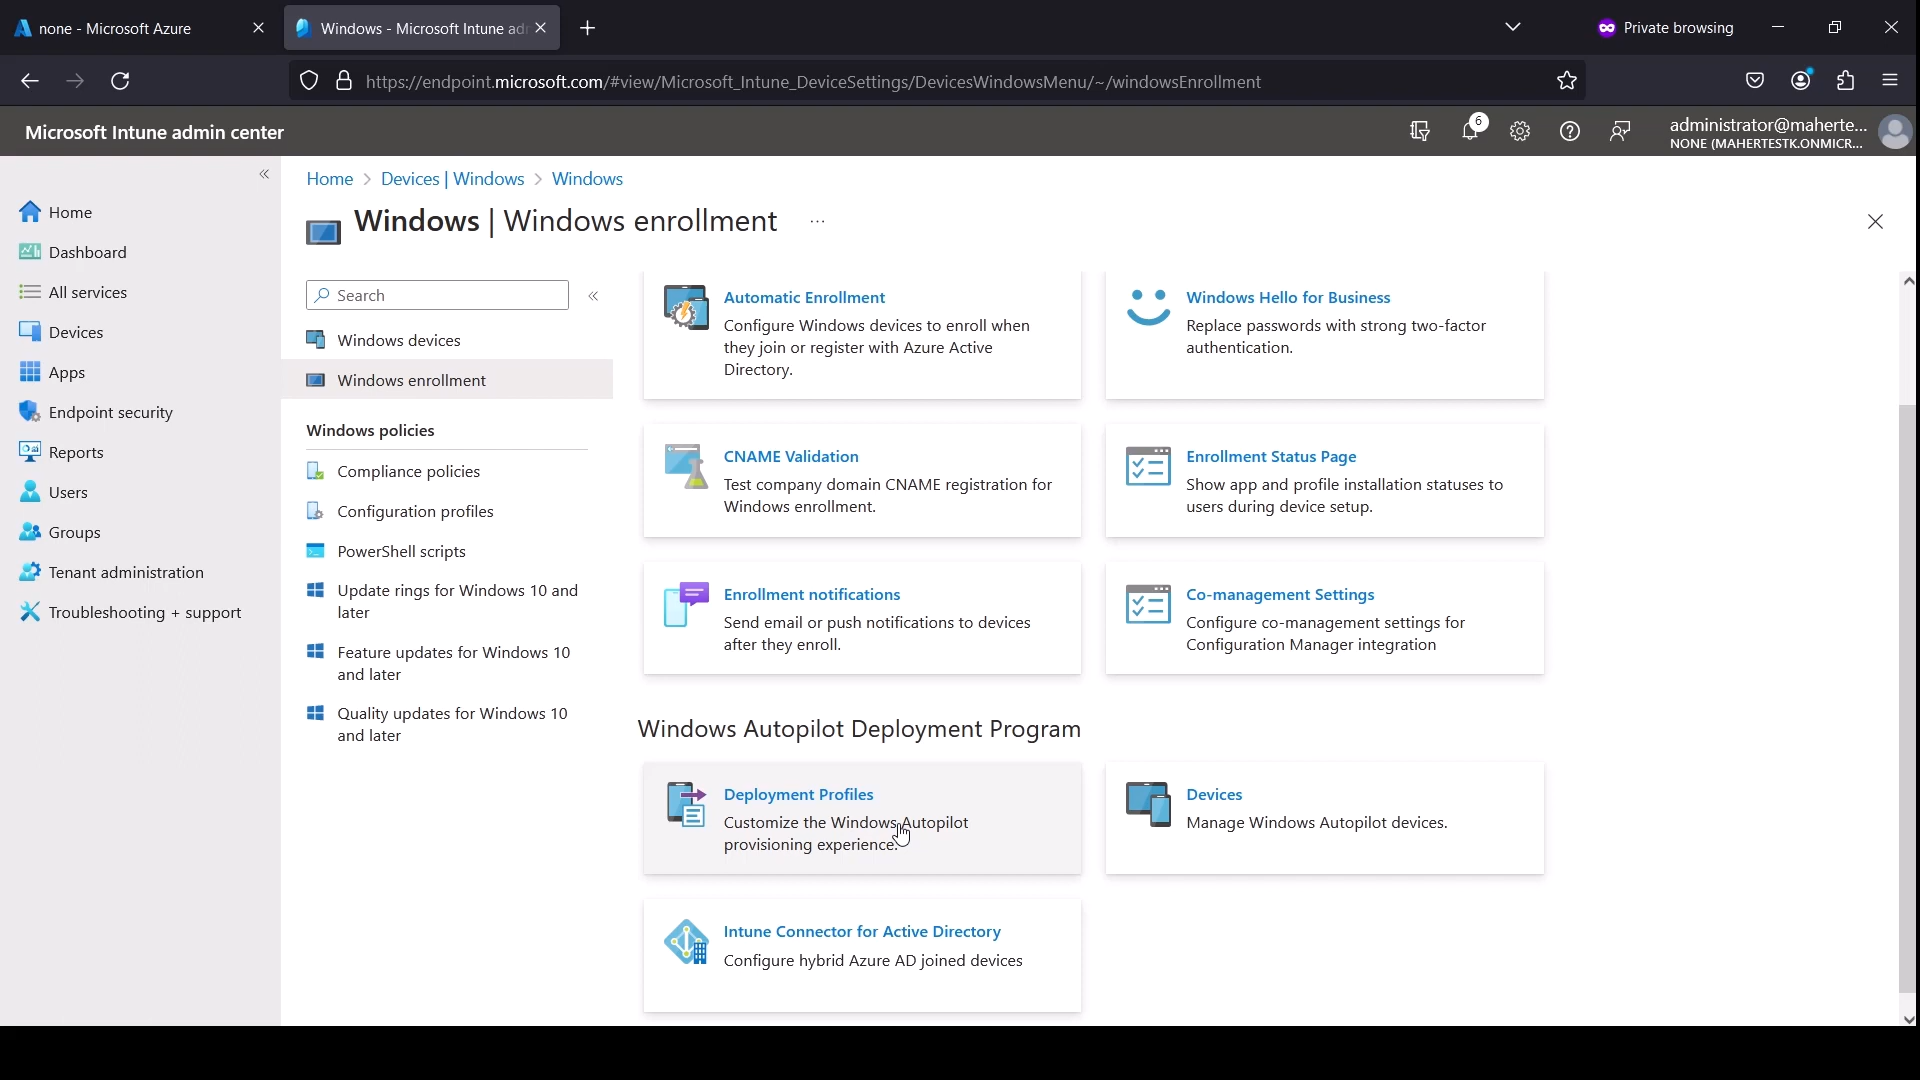 none - Microsoft Azure
Windows - Microsoft Intune ad
Private browsing
https://endpoint.microsoft.com/#view/Microsoft_Intune_DeviceSettings/DevicesWindowsMenu/~/windowsEnrollment
Microsoft Intune admin center
6
administrator@maherte...
NONE (MAHERTESTK.ONMICR...
Home > Devices | Windows > Windows
Windows | Windows enrollment ...
Home
Dashboard
All services
Devices
Apps
Endpoint security
Reports
Users
Groups
Tenant administration
Troubleshooting + support
Search
Windows devices
Windows enrollment
Windows policies
Compliance policies
Configuration profiles
PowerShell scripts
Update rings for Windows 10 and
later
Feature updates for Windows 10
and later
Quality updates for Windows 10
and later
Automatic Enrollment
Configure Windows devices to enroll when
they join or register with Azure Active
Directory.
Windows Hello for Business
Replace passwords with strong two-factor
authentication.
CNAME Validation
Test company domain CNAME registration for
Windows enrollment.
Enrollment Status Page
Show app and profile installation statuses to
users during device setup.
Enrollment notifications
Send email or push notifications to devices
after they enroll.
Co-management Settings
Configure co-management settings for
Configuration Manager integration
Windows Autopilot Deployment Program
Deployment Profiles
Customize the Windows Autopilot
provisioning experience.
Devices
Manage Windows Autopilot devices.
Intune Connector for Active Directory
Configure hybrid Azure AD joined devices